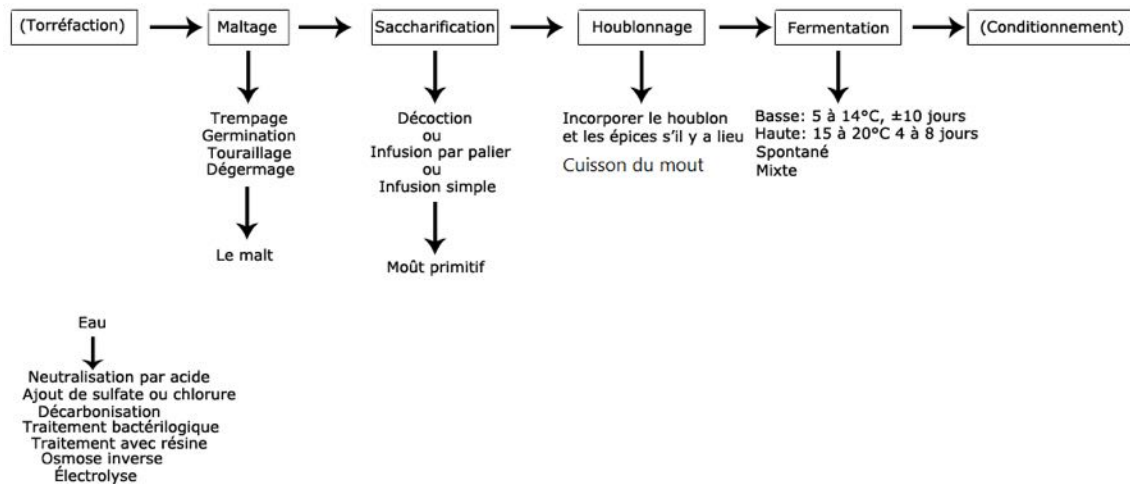 (Torréfaction)
Maltage
Saccharification
Houblonnage
Fermentation
(Conditionnement)
Trempage
Germination
Touraillage
Dégermage
Le malt
Décoction
ou
Infusion par palier
ou
Infusion simple
Moût primitif
Incorporer le houblon
et les épices s'il y a lieu
Cuisson du mout
Basse: 5 à 14°C, ±10 jours
Haute: 15 à 20°C 4 à 8 jours
Spontané
Mixte
Eau
Neutralisation par acide
Ajout de sulfate ou chlorure
Décarbonisation
Traitement bactérilogique
Traitement avec résine
Osmose inverse
Électrolyse